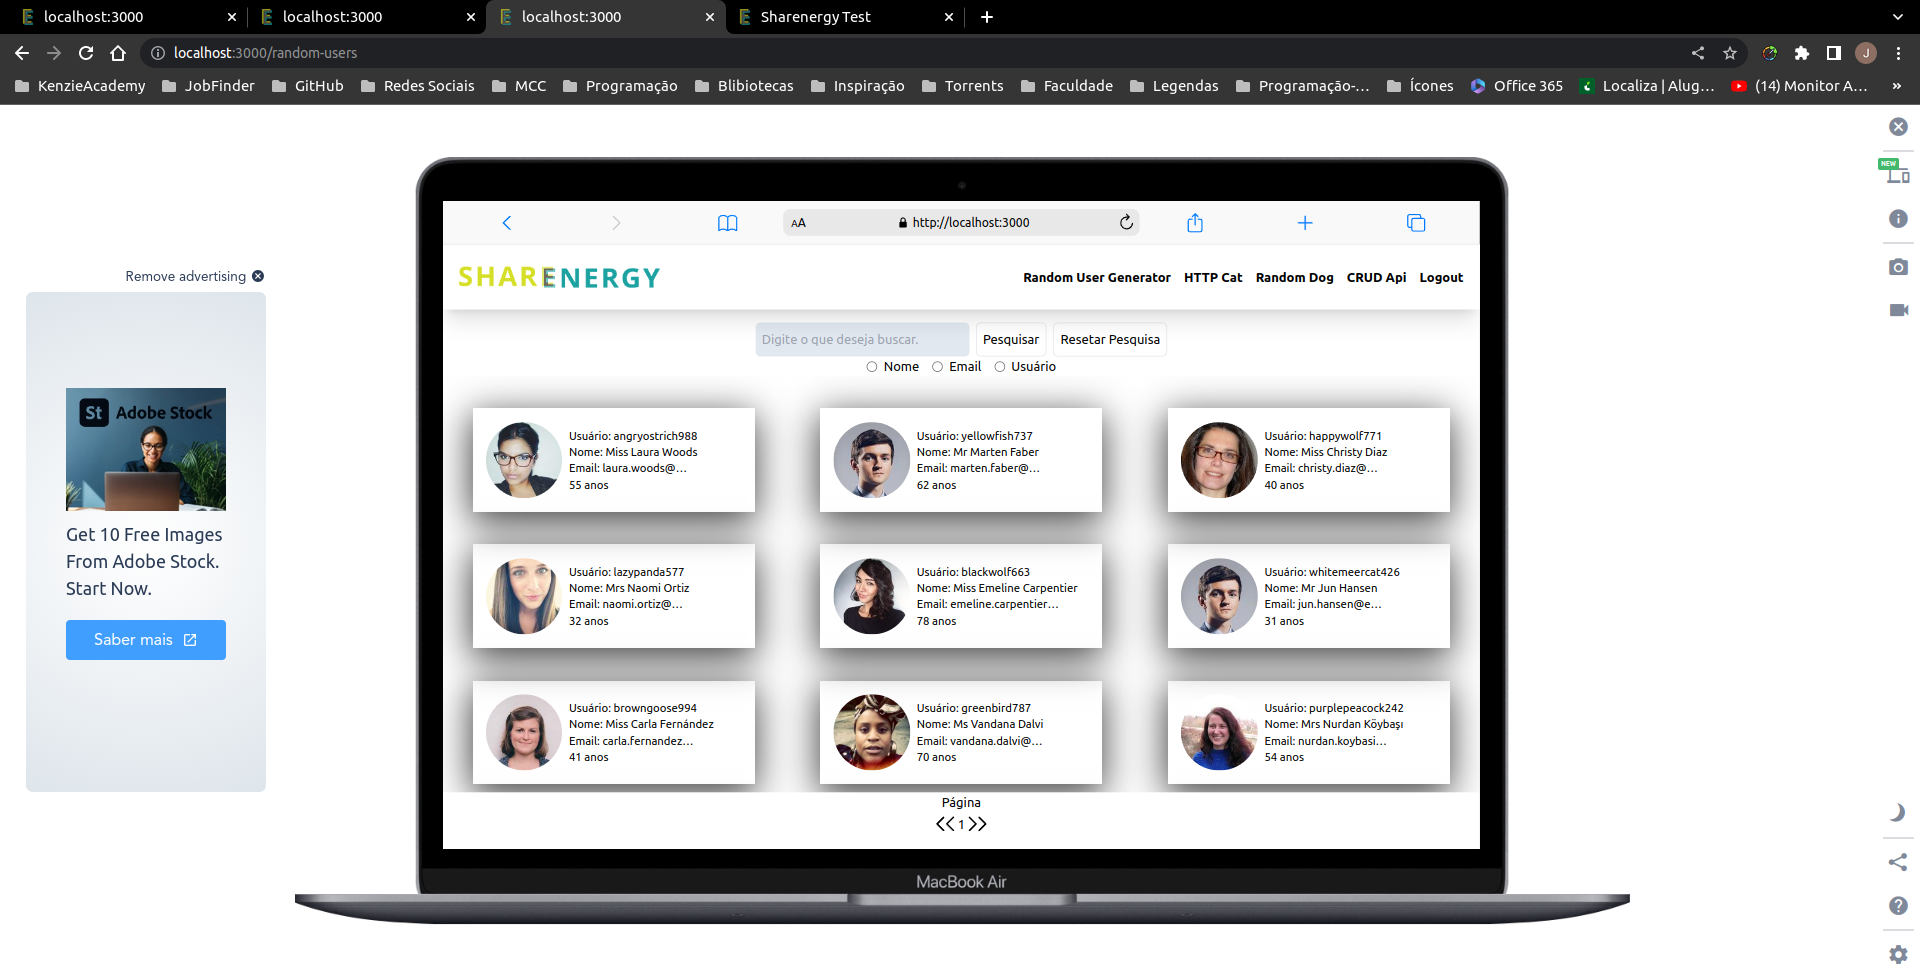 localhost:3000
localhost:3000
localhost:3000
Sharenergy Test
localhost:3000/random-users
J
KenzieAcademy
JobFinder
GitHub
Redes Sociais
MCC
Programação
Blibiotecas
Inspiração
Torrents
Faculdade
Legendas
Programação-...
Ícones
Office 365
Localiza | Alug...
(14) Monitor A...
»
NEW
Remove advertising
St Adobe Stock
Get 10 Free Images
From Adobe Stock.
Start Now.
Saber mais
AA
http://localhost:3000
SHARENERGY
Random User Generator
HTTP Cat
Random Dog
CRUD Api
Logout
Digite o que deseja buscar.
Pesquisar
Resetar Pesquisa
Nome
Email
Usuário
Usuário: angryostrich988
Nome: Miss Laura Woods
Email: laura.woods@...
55 anos
Usuário: yellowfish737
Nome: Mr Marten Faber
Email: marten.faber@...
62 anos
Usuário: happywolf771
Nome: Miss Christy Diaz
Email: christy.diaz@...
40 anos
Usuário: lazypanda577
Nome: Mrs Naomi Ortiz
Email: naomi.ortiz@...
32 anos
Usuário: blackwolf663
Nome: Miss Emeline Carpentier
Email: emeline.carpentier...
78 anos
Usuário: whitemeercat426
Nome: Mr Jun Hansen
Email: jun.hansen@e...
31 anos
Usuário: browngoose994
Nome: Miss Carla Fernández
Email: carla.fernandez...
41 anos
Usuário: greenbird787
Nome: Ms Vandana Dalvi
Email: vandana.dalvi@...
70 anos
Usuário: purplepeacock242
Nome: Mrs Nurdan Köybaşı
Email: nurdan.koybasi...
54 anos
Página
1
MacBook Air